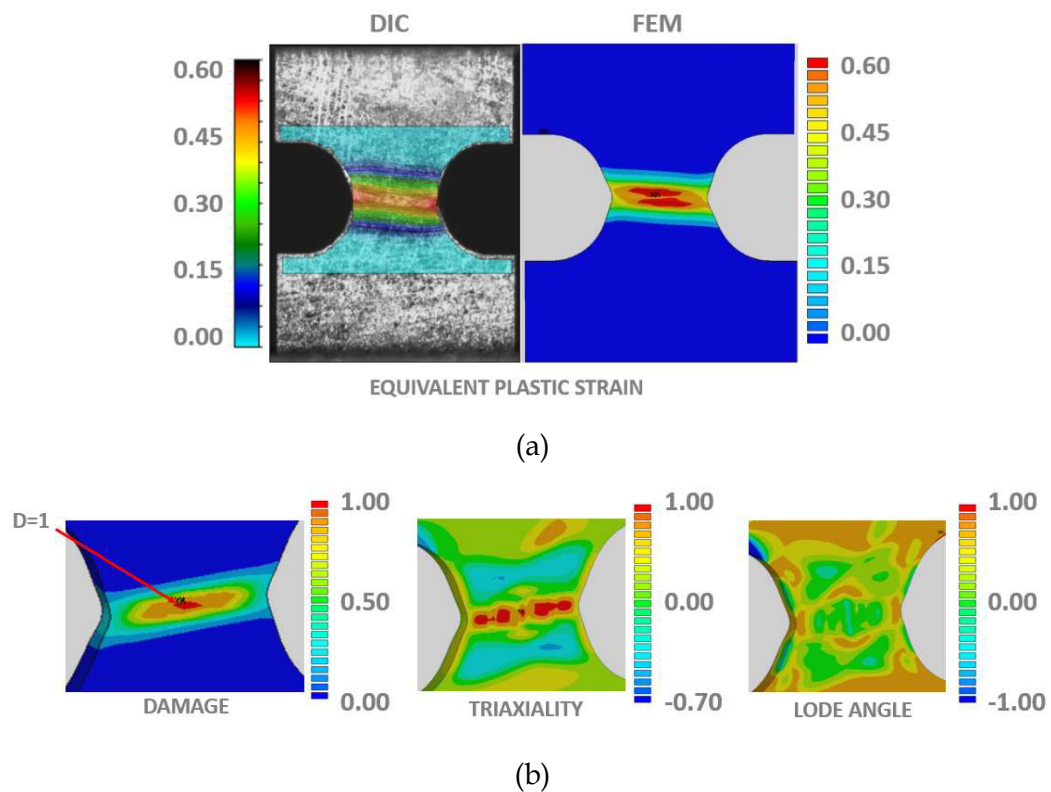 DIC FEM
0.60 0.60
0.45 0.45
0.30 0.30
0.15 0.15
0.00 0.00
EQUIVALENT PLASTIC STRAIN
(a)
D=1
1.00
0.50
0.00
DAMAGE
1.00
0.00
-0.70
TRIAXIALITY
1.00
0.00
-1.00
LODE ANGLE
(b)